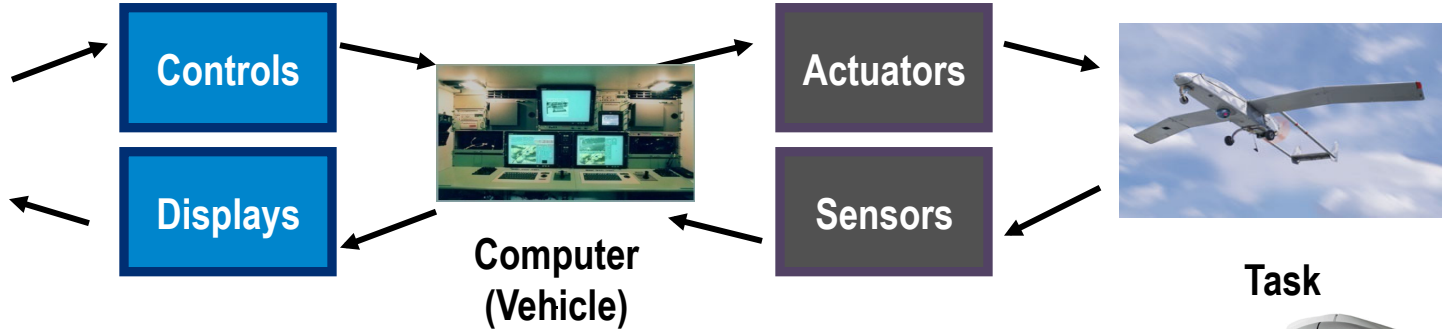 Controls
Actuators
Displays
Sensors
Computer
(Vehicle)
Task